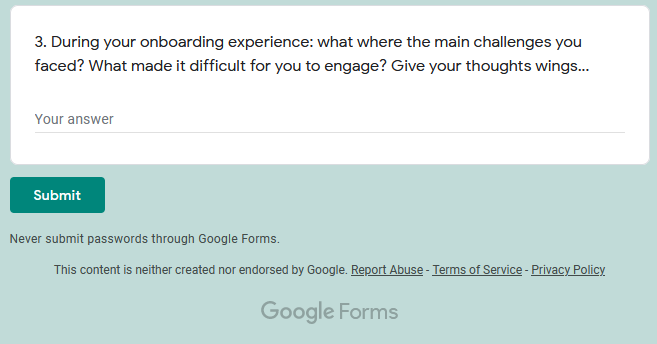 3. During your onboarding experience: what where the main challenges you
faced? What made it difficult for you to engage? Give your thoughts wings...
Your answer
Submit
Never submit passwords through Google Forms.
This content is neither created nor endorsed by Google. Report Abuse - Terms of Service - Privacy Policy
Google Forms